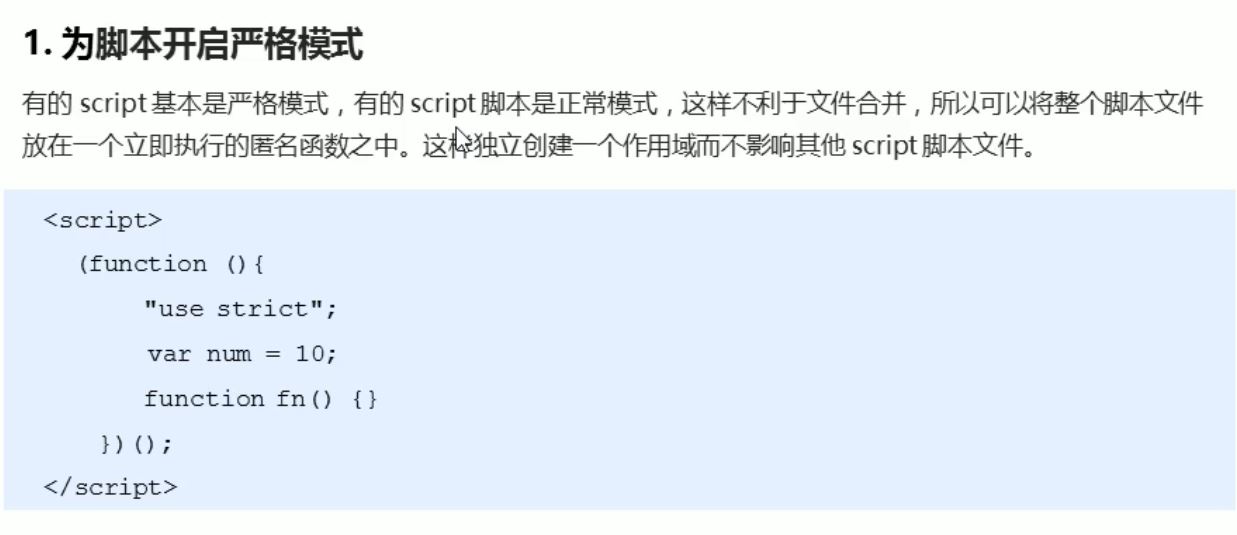 1. 为脚本开启严格模式
有的 script 基本是严格模式，有的 script 脚本是正常模式，这样不利于文件合并，所以可以将整个脚本文件
放在一个立即执行的匿名函数之中。这样独立创建一个作用域而不影响其他 script 脚本文件。
<script>
(function (){
"use strict";
var num = 10;
function fn() {}
})();
</script>